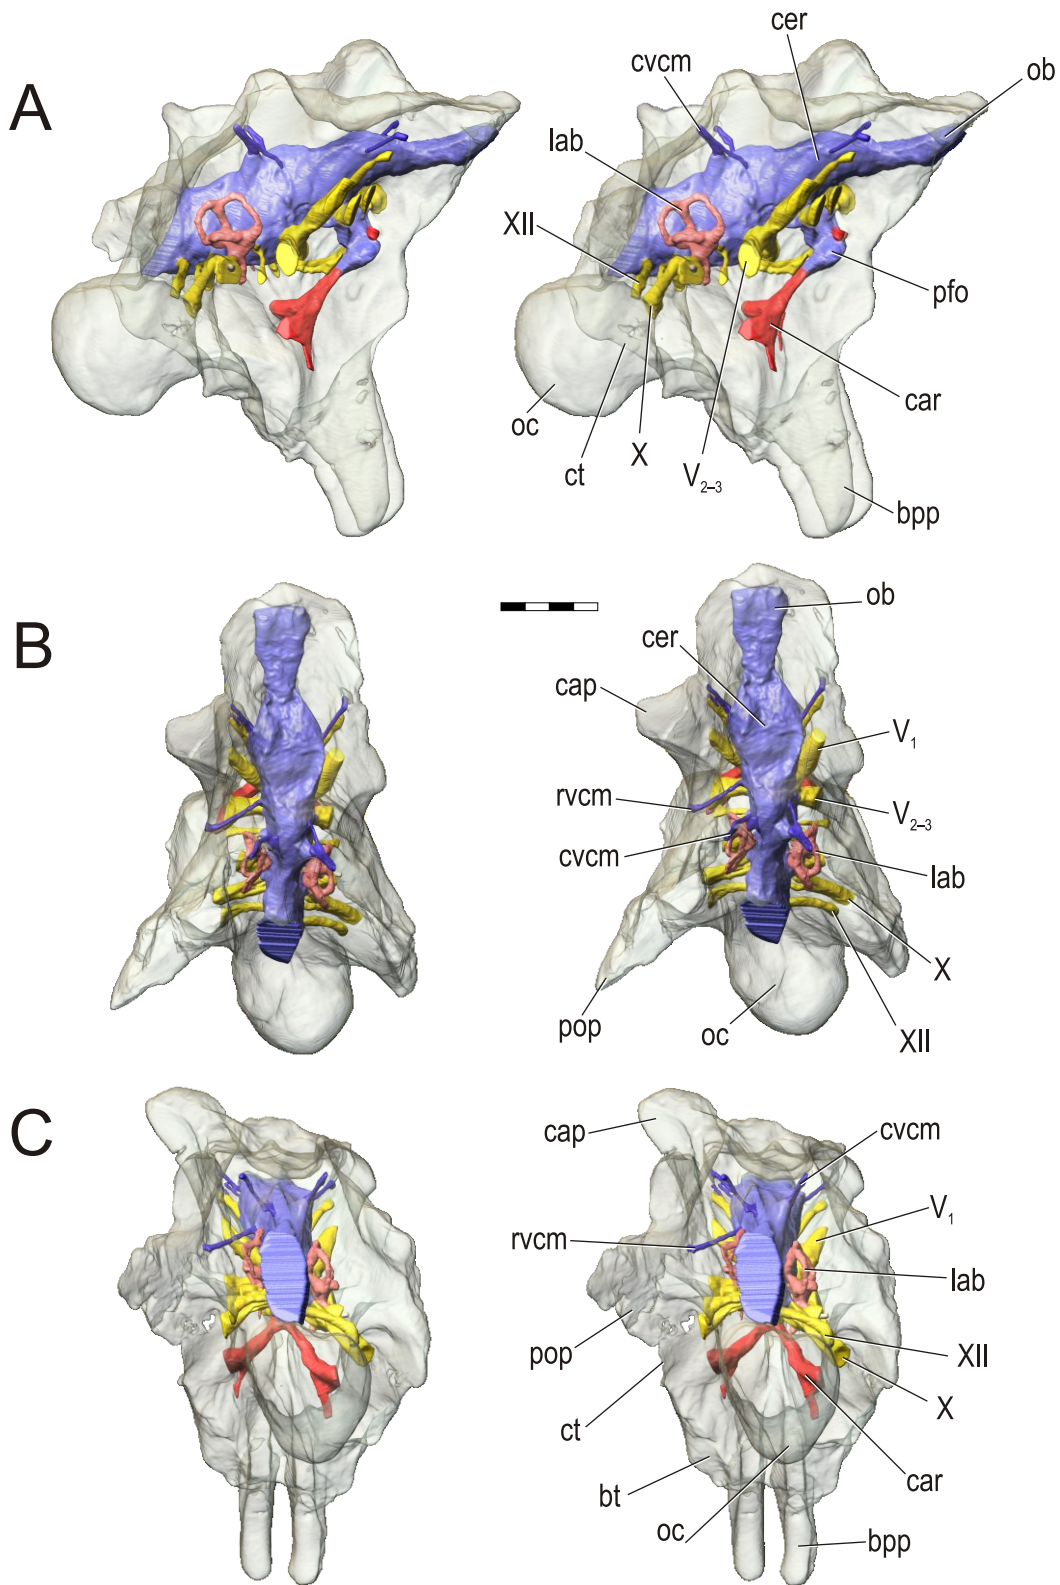 A
cer
cvcm
ob
lab
XII
pfo
car
oc
X
ct
V2–3
bpp
B
ob
cer
cap
V1
rvcm
V2–3
cvcm
lab
X
pop
oc
XII
C
cap
cvcm
V1
rvcm
lab
pop
XII
X
ct
car
bt
oc
bpp